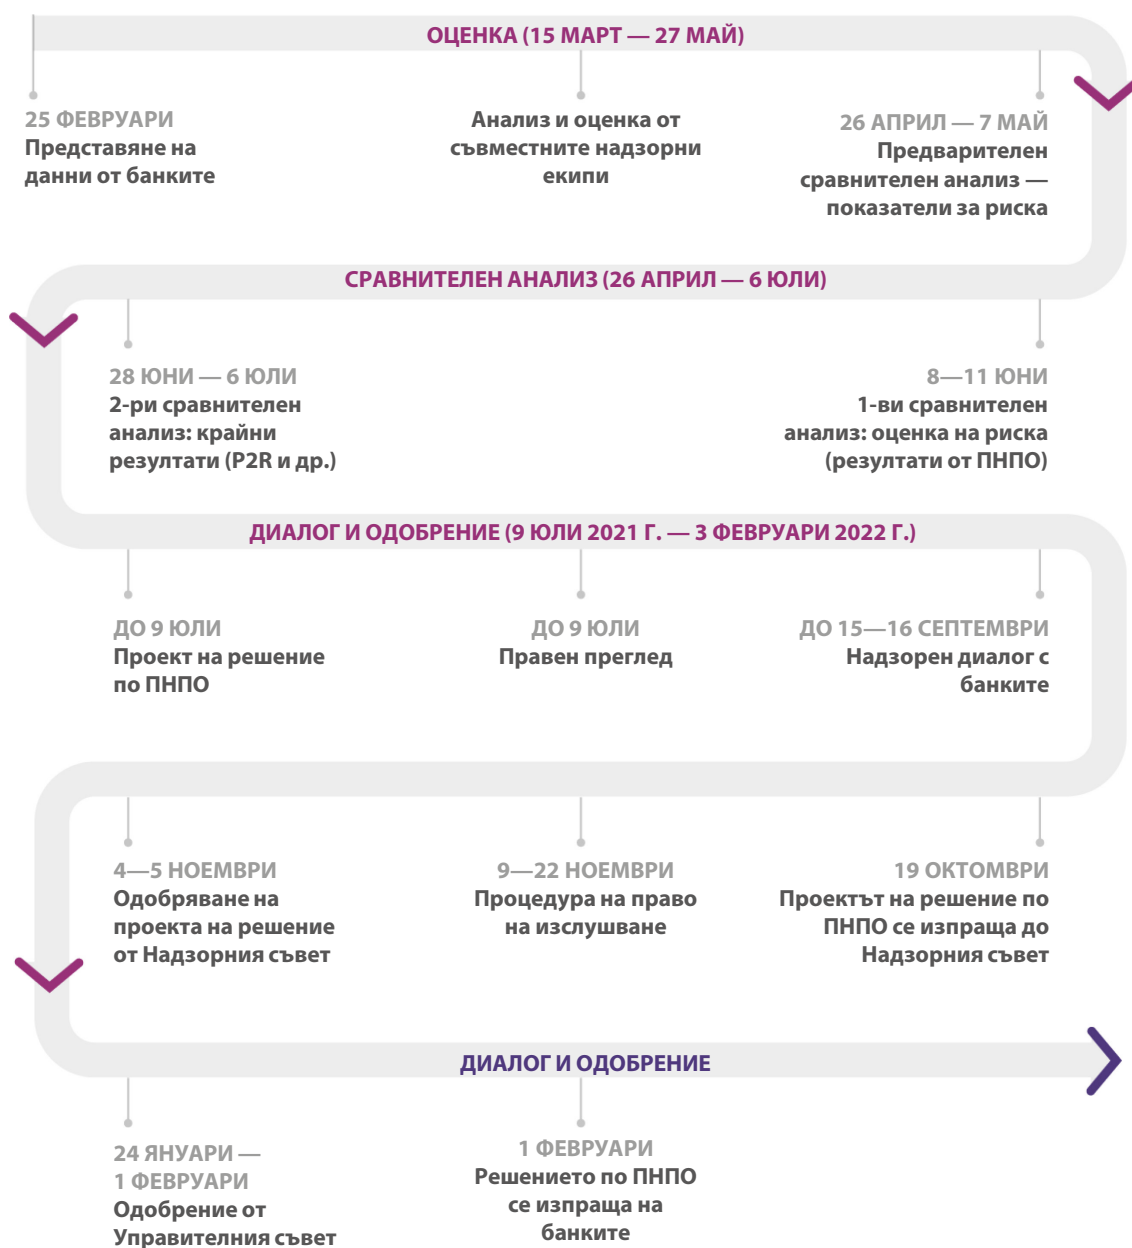 ОЦЕНКА (15 МАРТ — 27 МАЙ)
25 ФЕВРУАРИ
Представяне на
данни от банките
Анализ и оценка от
съвместните надзорни
екипи
26 АПРИЛ — 7 МАЙ
Предварителен
сравнителен анализ —
показатели за риска
СРАВНИТЕЛЕН АНАЛИЗ (26 АПРИЛ — 6 ЮЛИ)
28 ЮНИ — 6 ЮЛИ
2-ри сравнителен
анализ: крайни
резултати (P2R и др.)
8—11 ЮНИ
1-ви сравнителен
анализ: оценка на риска
(резултати от ПНПО)
ДИАЛОГ И ОДОБРЕНИЕ (9 ЮЛИ 2021 Г. — 3 ФЕВРУАРИ 2022 Г.)
ДО 9 ЮЛИ
Проект на решение
по ПНПО
ДО 9 ЮЛИ
Правен преглед
ДО 15—16 СЕПТЕМВРИ
Надзорен диалог с
банките
4—5 НОЕМВРИ
Одобряване на
проекта на решение
от Надзорния съвет
9—22 НОЕМВРИ
Процедура на право
на изслушване
19 ОКТОМВРИ
Проектът на решение по
ПНПО се изпраща до
Надзорния съвет
ДИАЛОГ И ОДОБРЕНИЕ
24 ЯНУАРИ —
1 ФЕВРУАРИ
Одобрение от
Управителния съвет
1 ФЕВРУАРИ
Решението по ПНПО
се изпраща на
банките